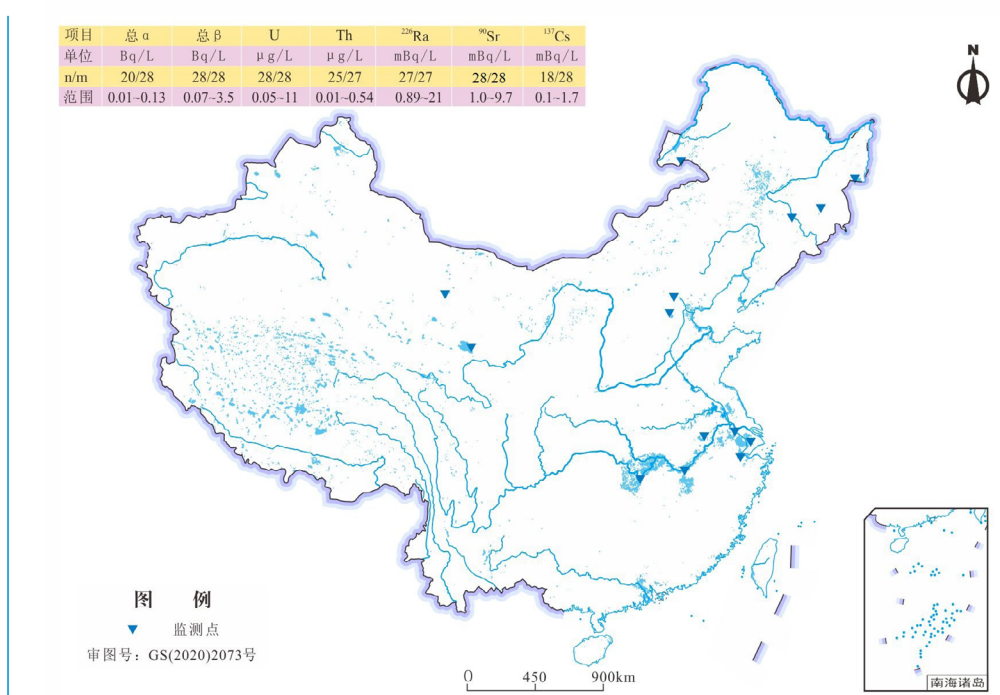 项目 总α 总β U Th ²²⁶Ra ⁹⁰Sr ¹³⁷Cs
单位 Bq/L Bq/L μg/L μg/L mBq/L mBq/L mBq/L
n/m 20/28 28/28 28/28 25/27 27/27 28/28 18/28
范围 0.01~0.13 0.07~3.5 0.05~11 0.01~0.54 0.89~21 1.0~9.7 0.1~1.7
N
图 例
监测点
审图号：GS(2020)2073号
0 450 900km
南海诸岛